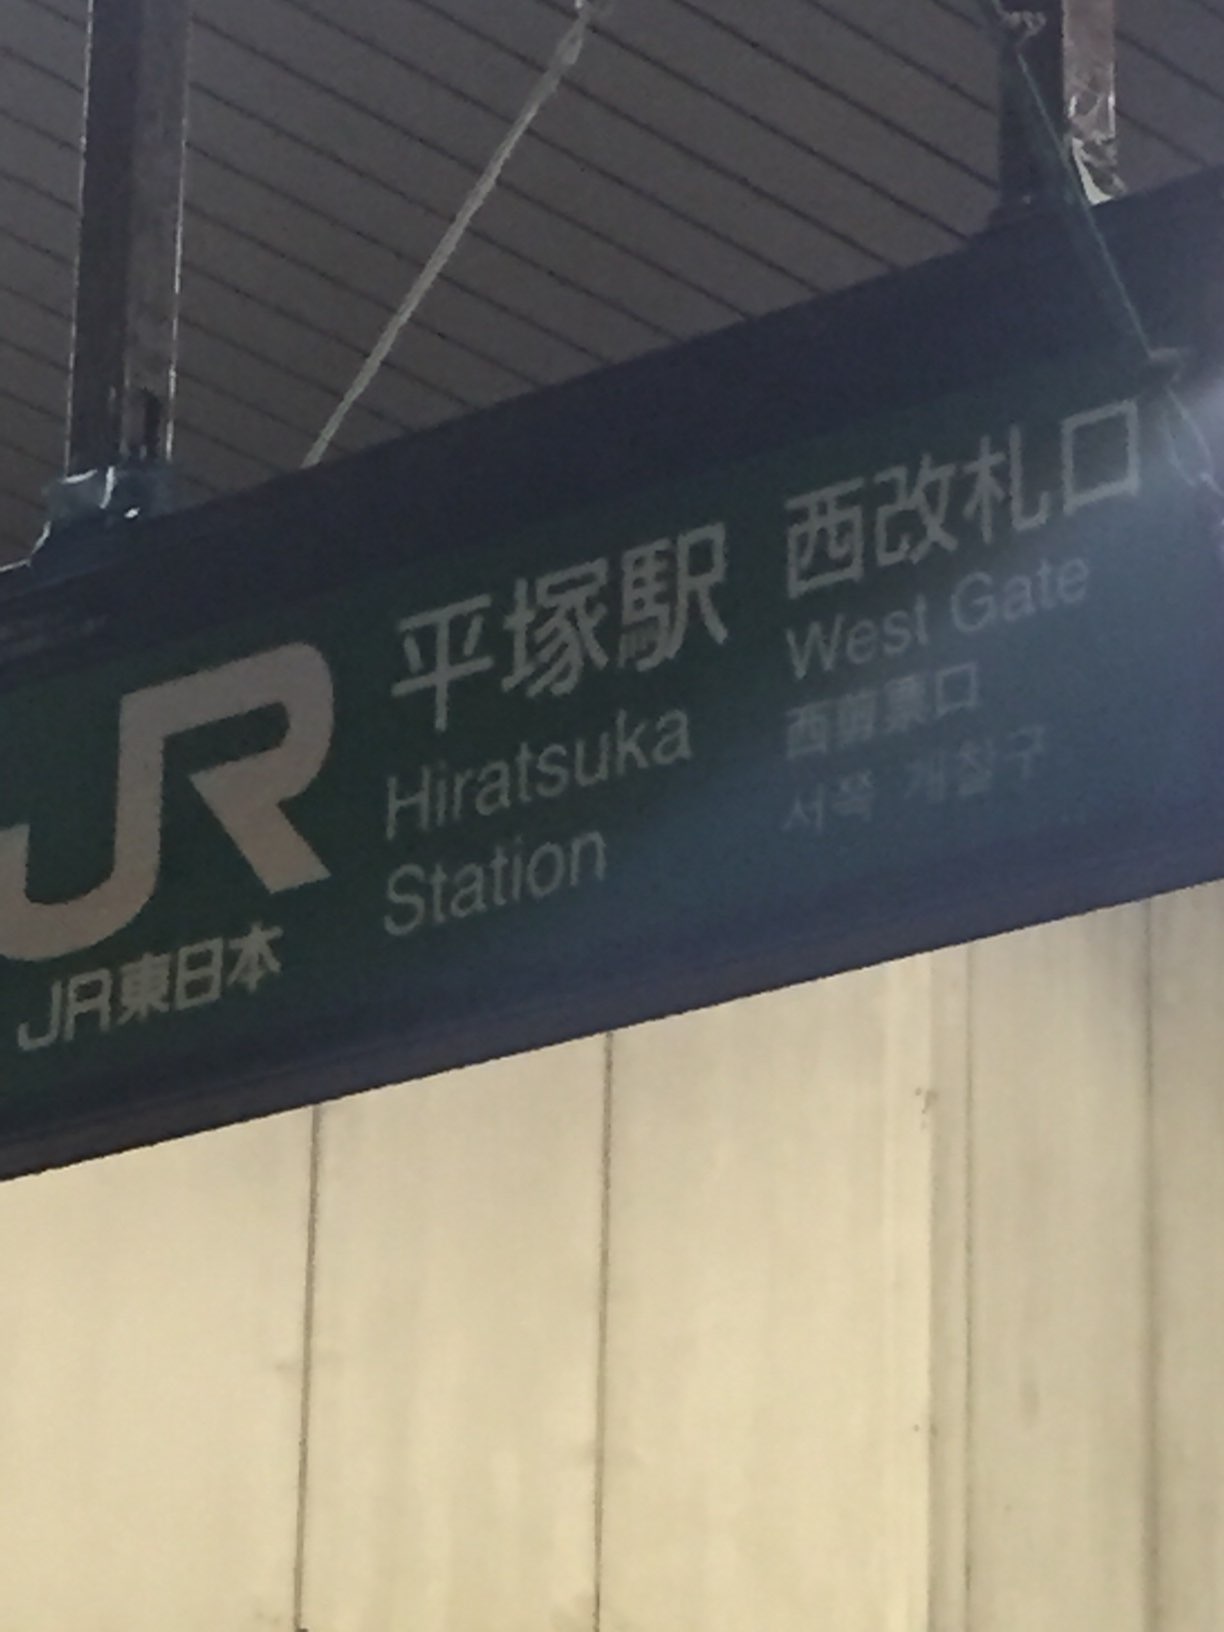 JR
JR東日本
平塚駅
Hiratsuka
Station
西改札口
West Gate
西剪票口
서쪽 개찰구